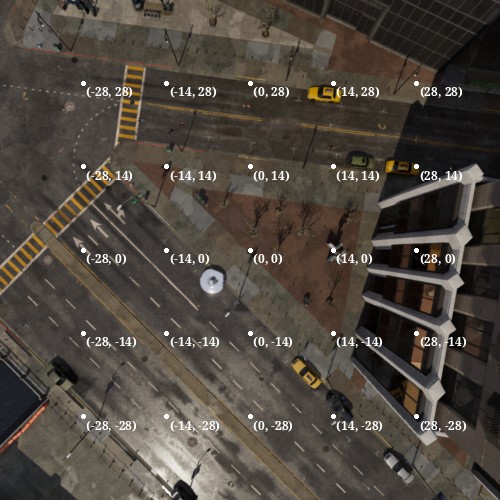 (-28, 28) (-14, 28) (0, 28) (14, 28) (28, 28)
(-28, 14) (-14, 14) (0, 14) (14, 14) (28, 14)
(-28, 0) (-14, 0) (0, 0) (14, 0) (28, 0)
(-28, -14) (-14, -14) (0, -14) (14, -14) (28, -14)
(-28, -28) (-14, -28) (0, -28) (14, -28) (28, -28)